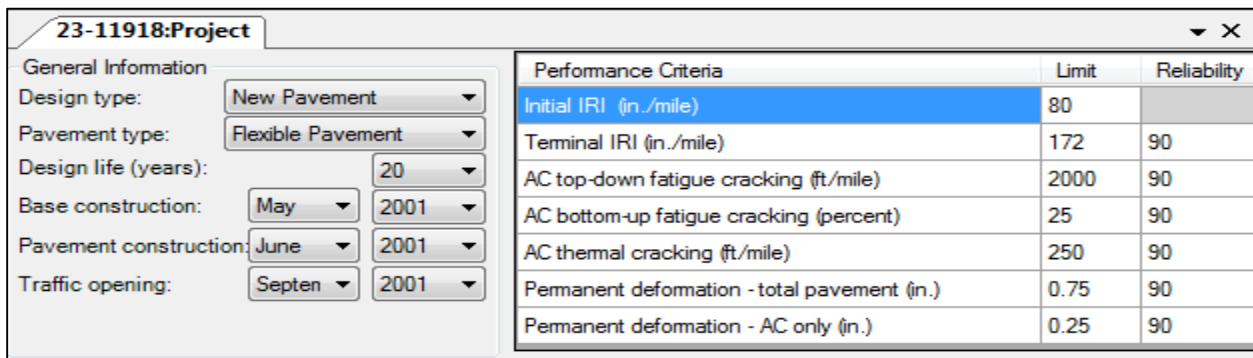 23-11918:Project
General Information
Design type: New Pavement
Pavement type: Flexible Pavement
Design life (years): 20
Base construction: May 2001
Pavement construction: June 2001
Traffic opening: Septen 2001
Performance Criteria Limit Reliability
Initial IRI (in./mile) 80
Terminal IRI (in./mile) 172 90
AC top-down fatigue cracking (ft/mile) 2000 90
AC bottom-up fatigue cracking (percent) 25 90
AC thermal cracking (ft/mile) 250 90
Permanent deformation - total pavement (in.) 0.75 90
Permanent deformation - AC only (in.) 0.25 90